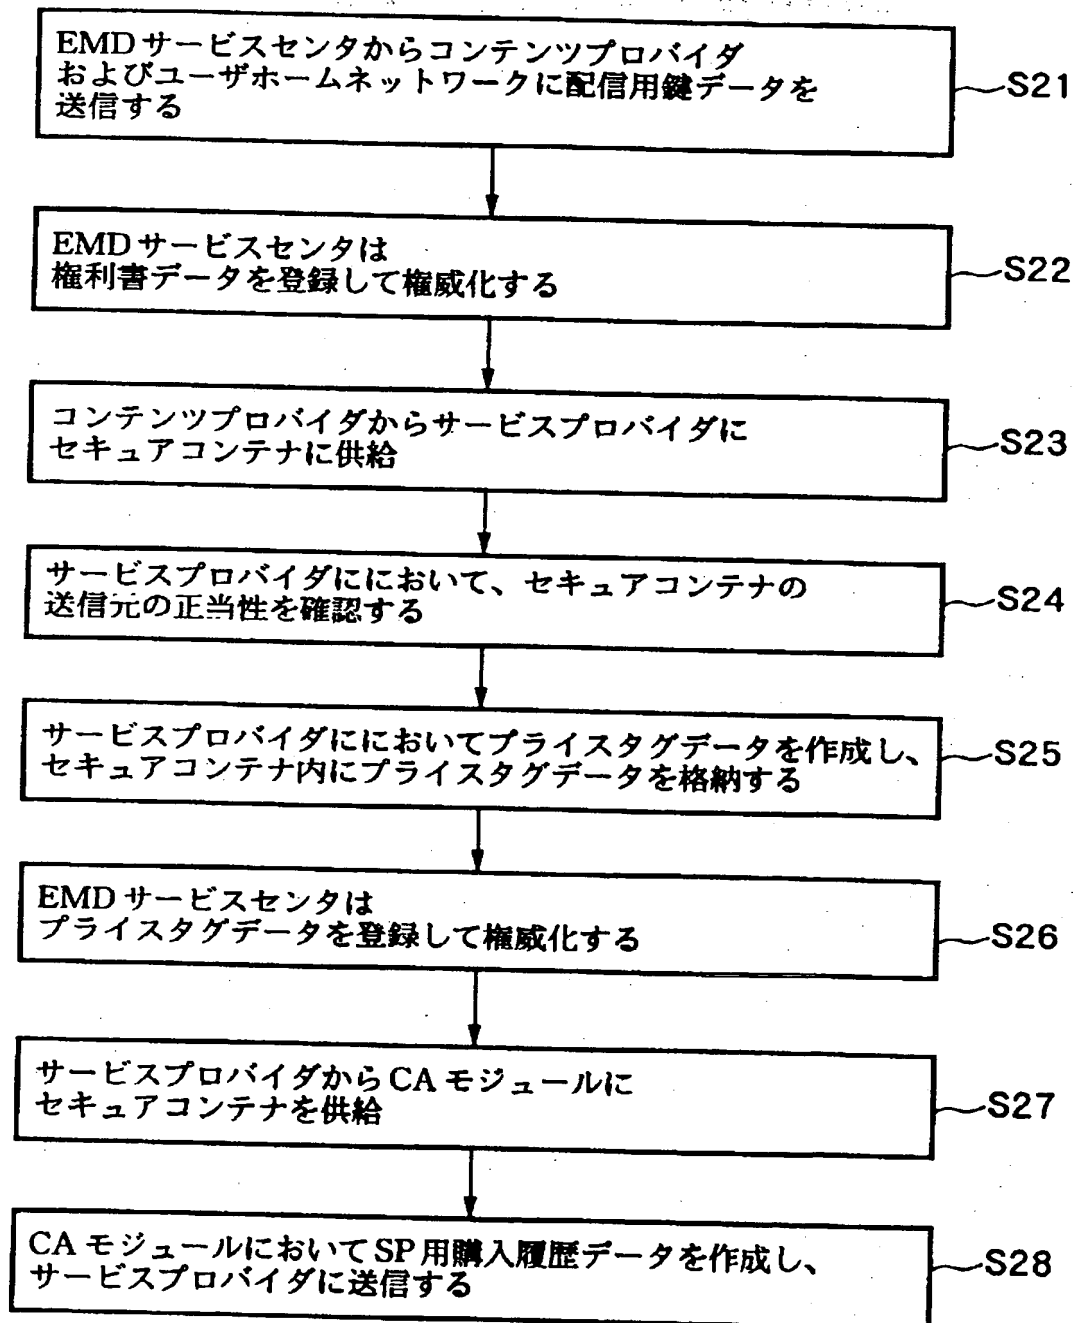 EMDサービスセンタからコンテンツプロバイダ
およびユーザホームネットワークに配信用鍵データを
送信する
S21
EMDサービスセンタは
権利書データを登録して権威化する
S22
コンテンツプロバイダからサービスプロバイダに
セキュアコンテナに供給
S23
サービスプロバイダににおいて、セキュアコンテナの
送信元の正当性を確認する
S24
サービスプロバイダににおいてプライスタグデータを作成し、
セキュアコンテナ内にプライスタグデータを格納する
S25
EMDサービスセンタは
プライスタグデータを登録して権威化する
S26
サービスプロバイダからCAモジュールに
セキュアコンテナを供給
S27
CAモジュールにおいてSP用購入履歴データを作成し、
サービスプロバイダに送信する
S28